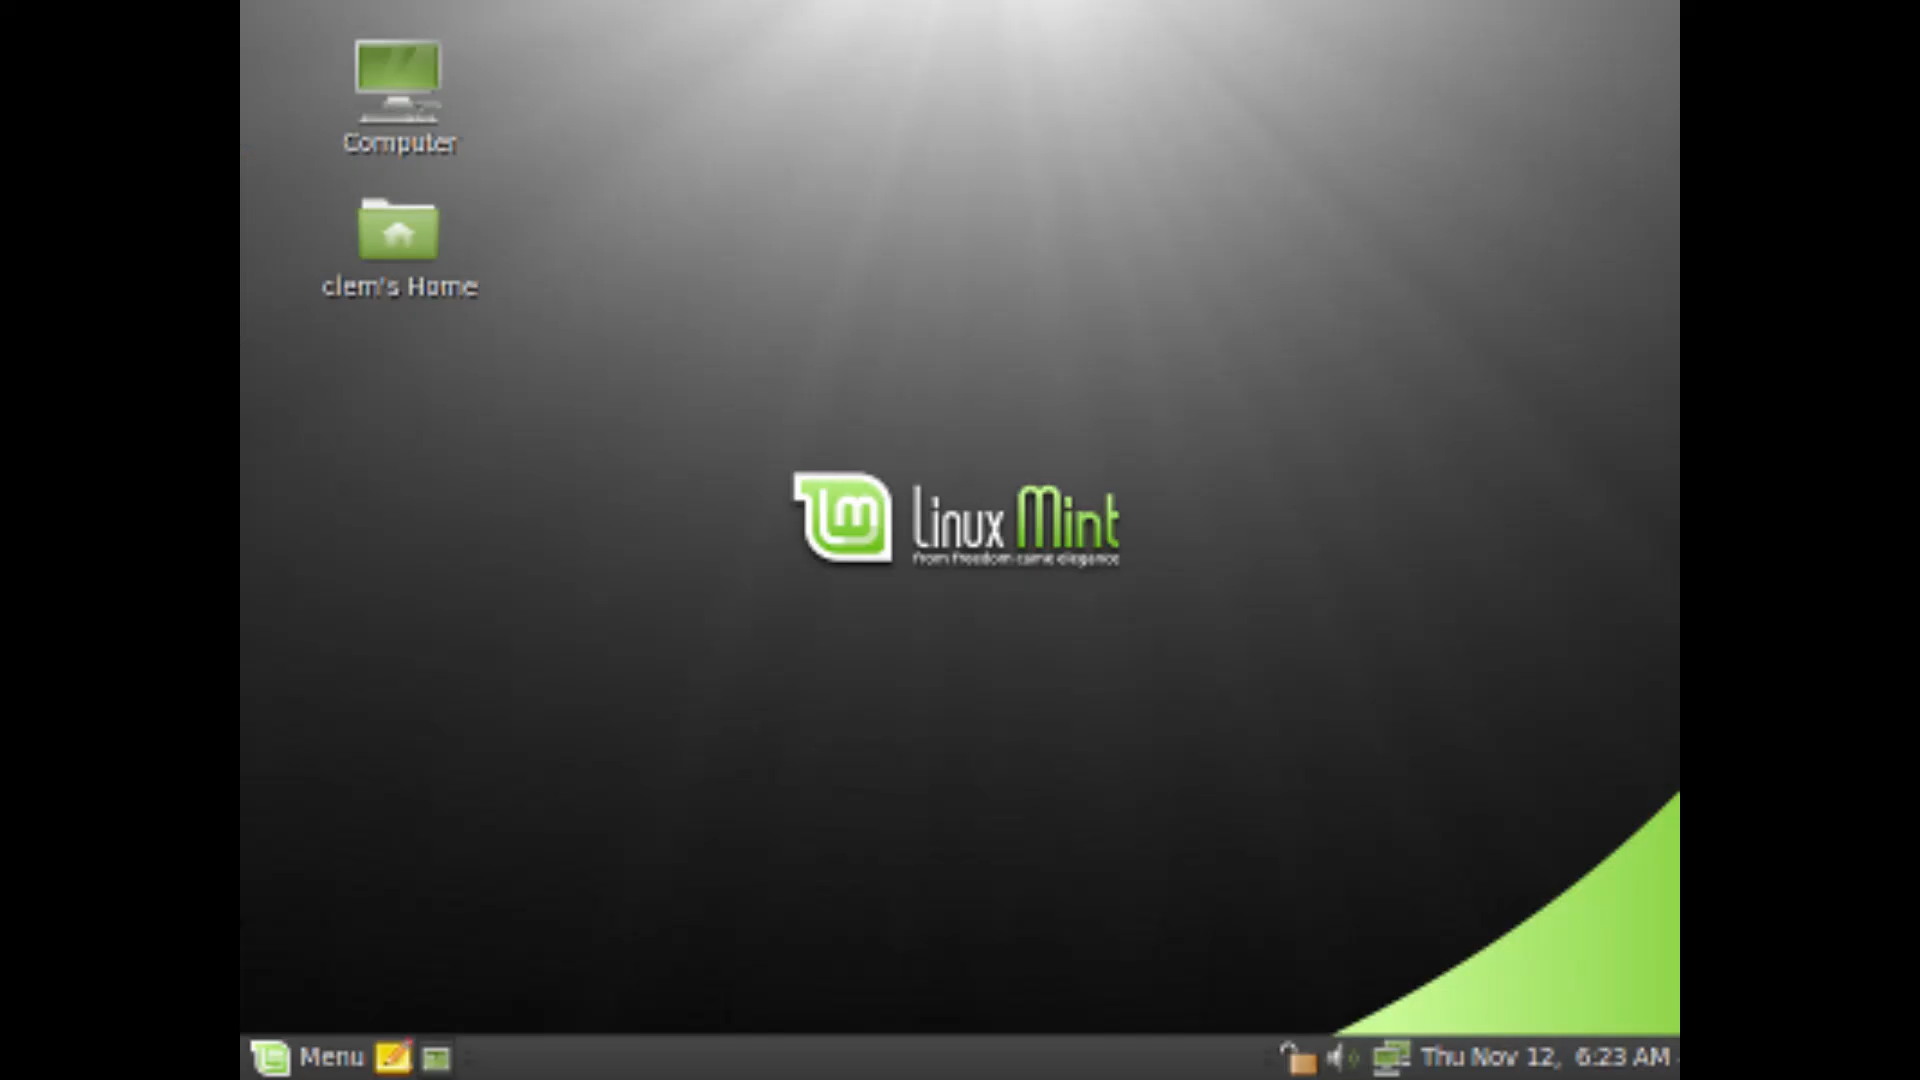 Computer
clem's Home
Linux Mint
from freedom came elegance
Menu
Thu Nov 12, 6:23 AM